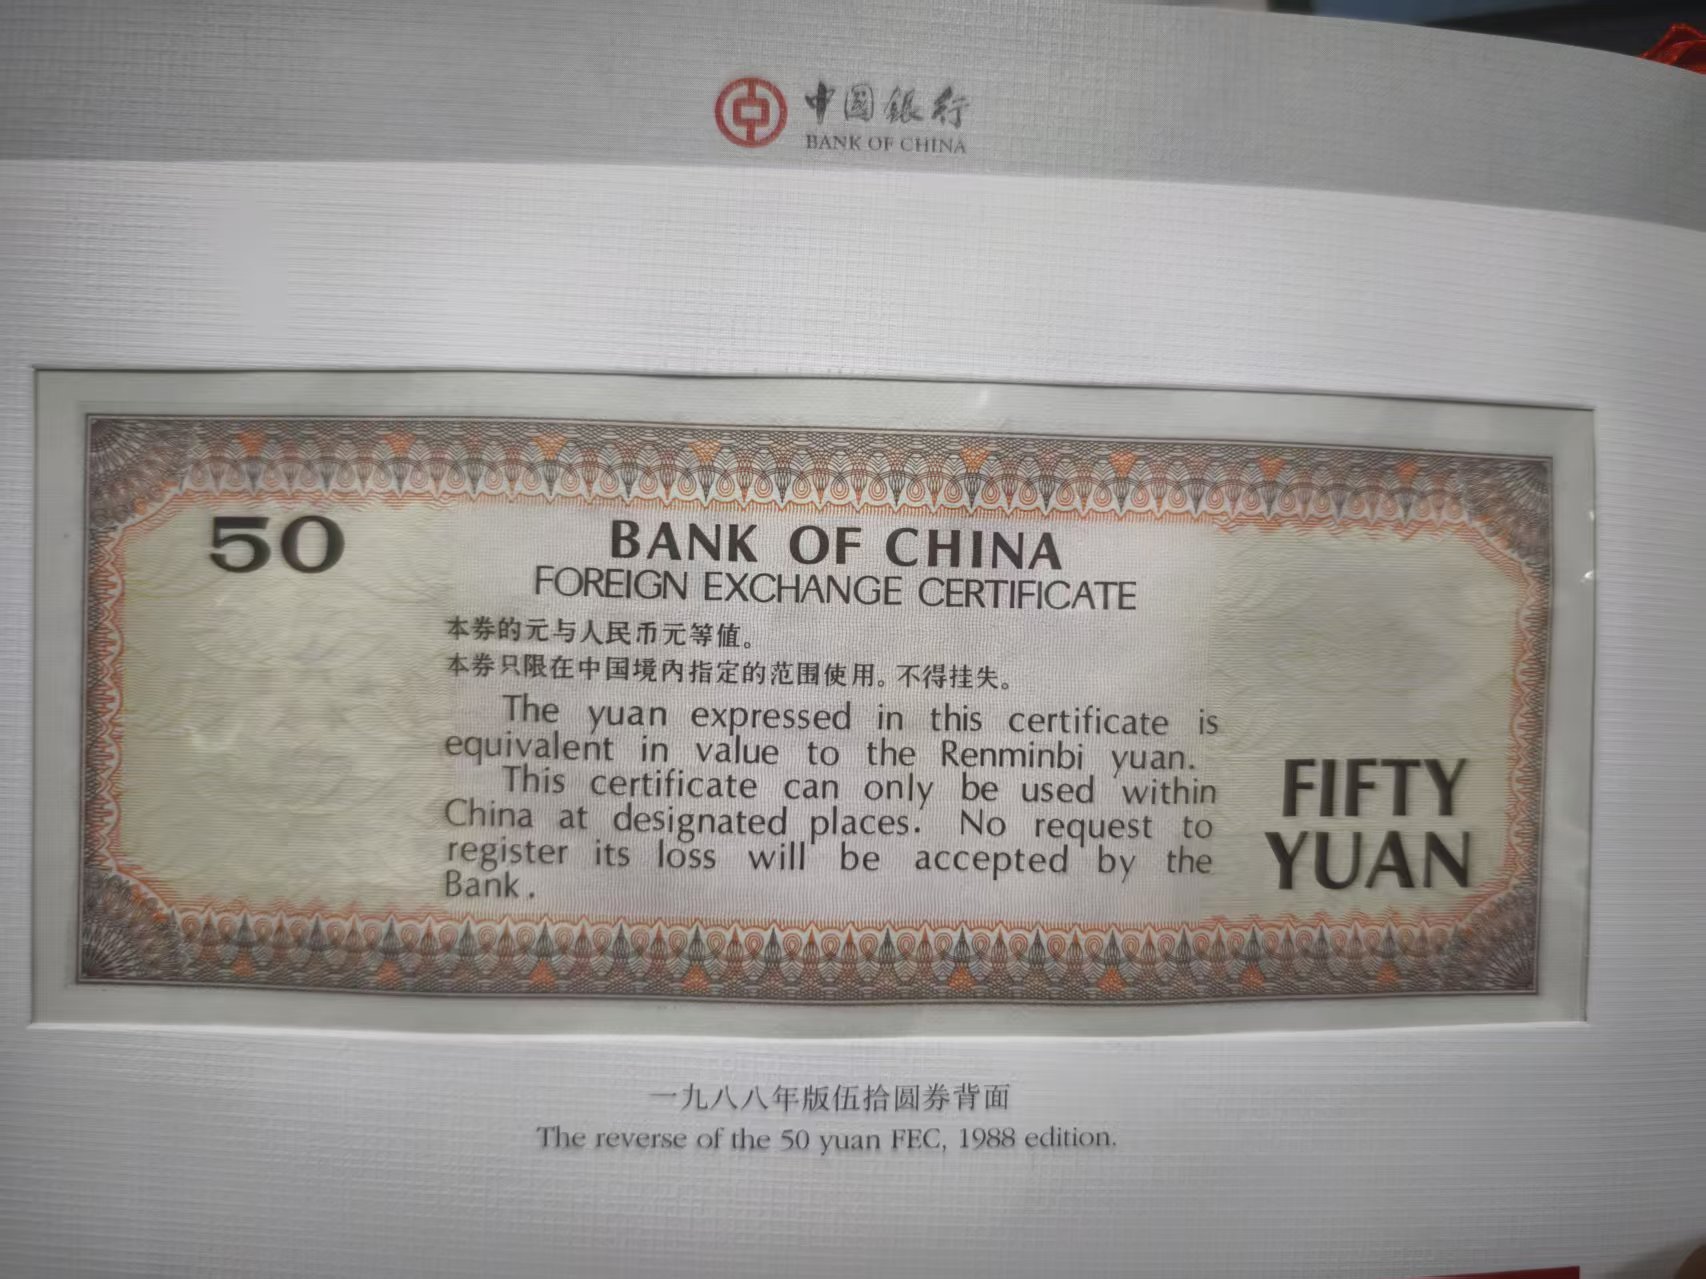 中國銀行
BANK OF CHINA
50
BANK OF CHINA
FOREIGN EXCHANGE CERTIFICATE
本券的元与人民币元等值。
本券只限在中国境内指定的范围使用。不得挂失。
The yuan expressed in this certificate is
equivalent in value to the Renminbi yuan.
This certificate can only be used within
China at designated places. No request to
register its loss will be accepted by the
Bank.
FIFTY
YUAN
一九八八年版伍拾圆券背面
The reverse of the 50 yuan FEC, 1988 edition.